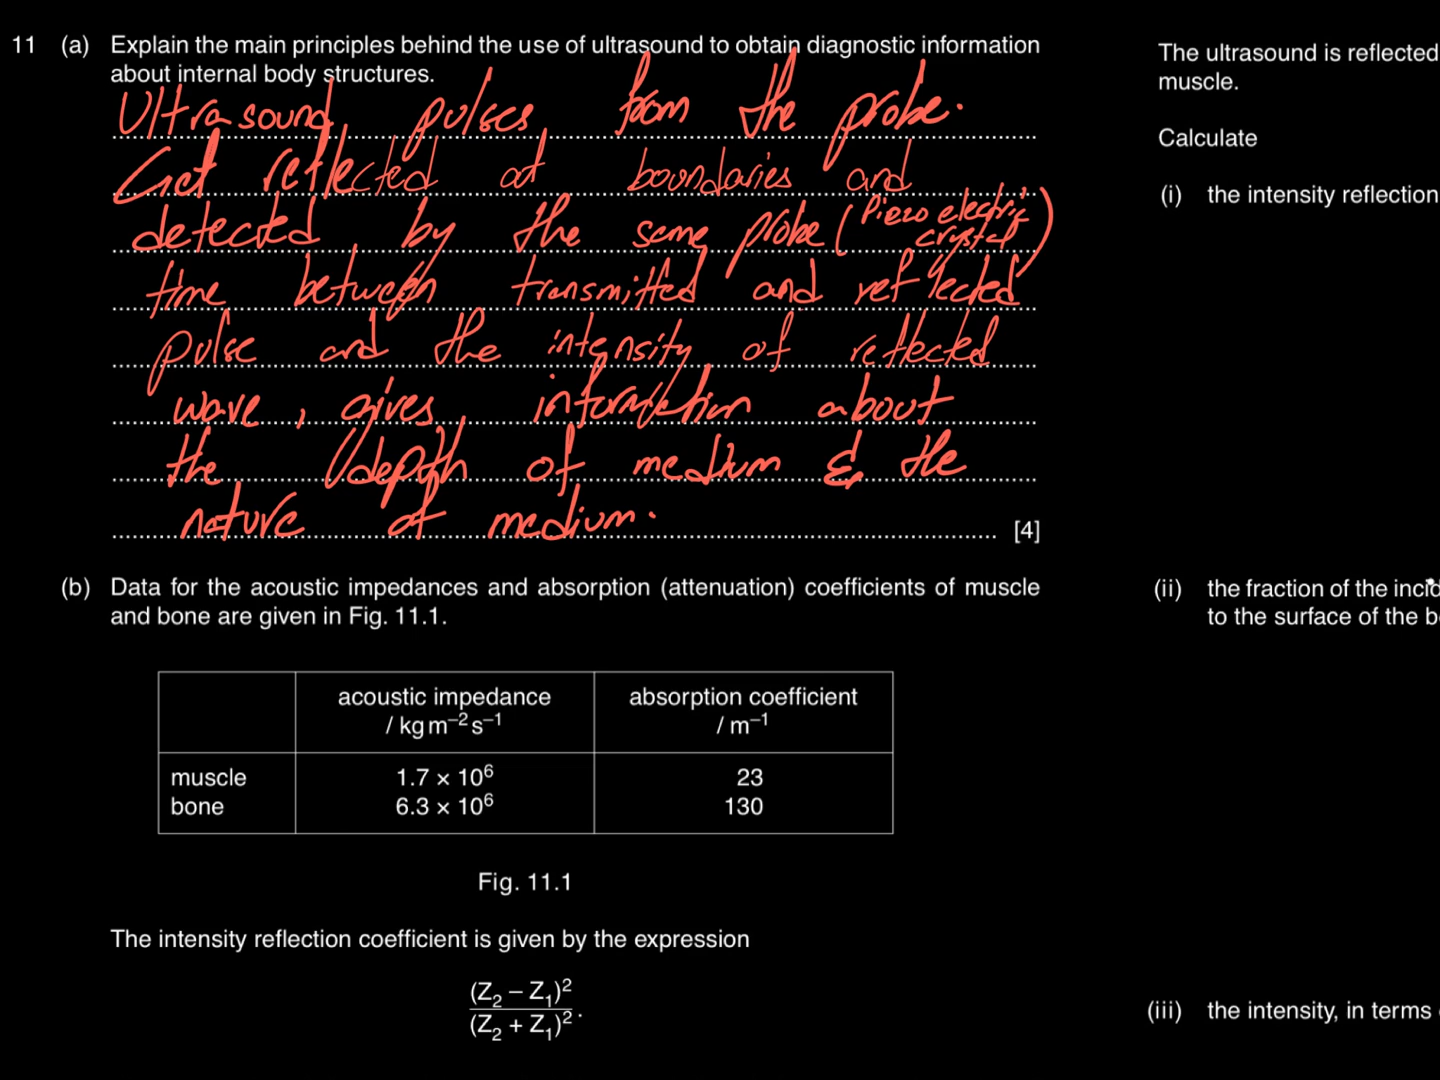 11 (a) Explain the main principles behind the use of ultrasound to obtain diagnostic information
about internal body structures.
Ultrasound pulses from the probe.
Get reflected at boundaries and
detected by the same probe (Piezo electric
crystal)
time between transmitted and reflected
pulse and the intensity of reflected
wave, gives information about
the depth of medium & the
nature of medium.
[4]
(b) Data for the acoustic impedances and absorption (attenuation) coefficients of muscle
and bone are given in Fig. 11.1.
acoustic impedance absorption coefficient
/ kg m⁻² s⁻¹ / m⁻¹
muscle 1.7 × 10⁶ 23
bone 6.3 × 10⁶ 130
Fig. 11.1
The intensity reflection coefficient is given by the expression
(Z₂ – Z₁)²
(Z₂ + Z₁)² .
The ultrasound is reflected
muscle.
Calculate
(i) the intensity reflection
(ii) the fraction of the incid
to the surface of the b
(iii) the intensity, in terms